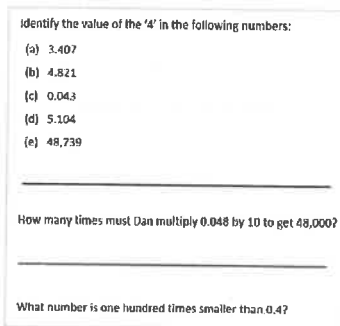 Identify the value of the '4' in the following numbers:
(a) 3.407
(b) 4.821
(c) 0.043
(d) 5.104
(e) 48,739
How many times must Dan multiply 0.048 by 10 to get 48,000?
What number is one hundred times smaller than 0.4?